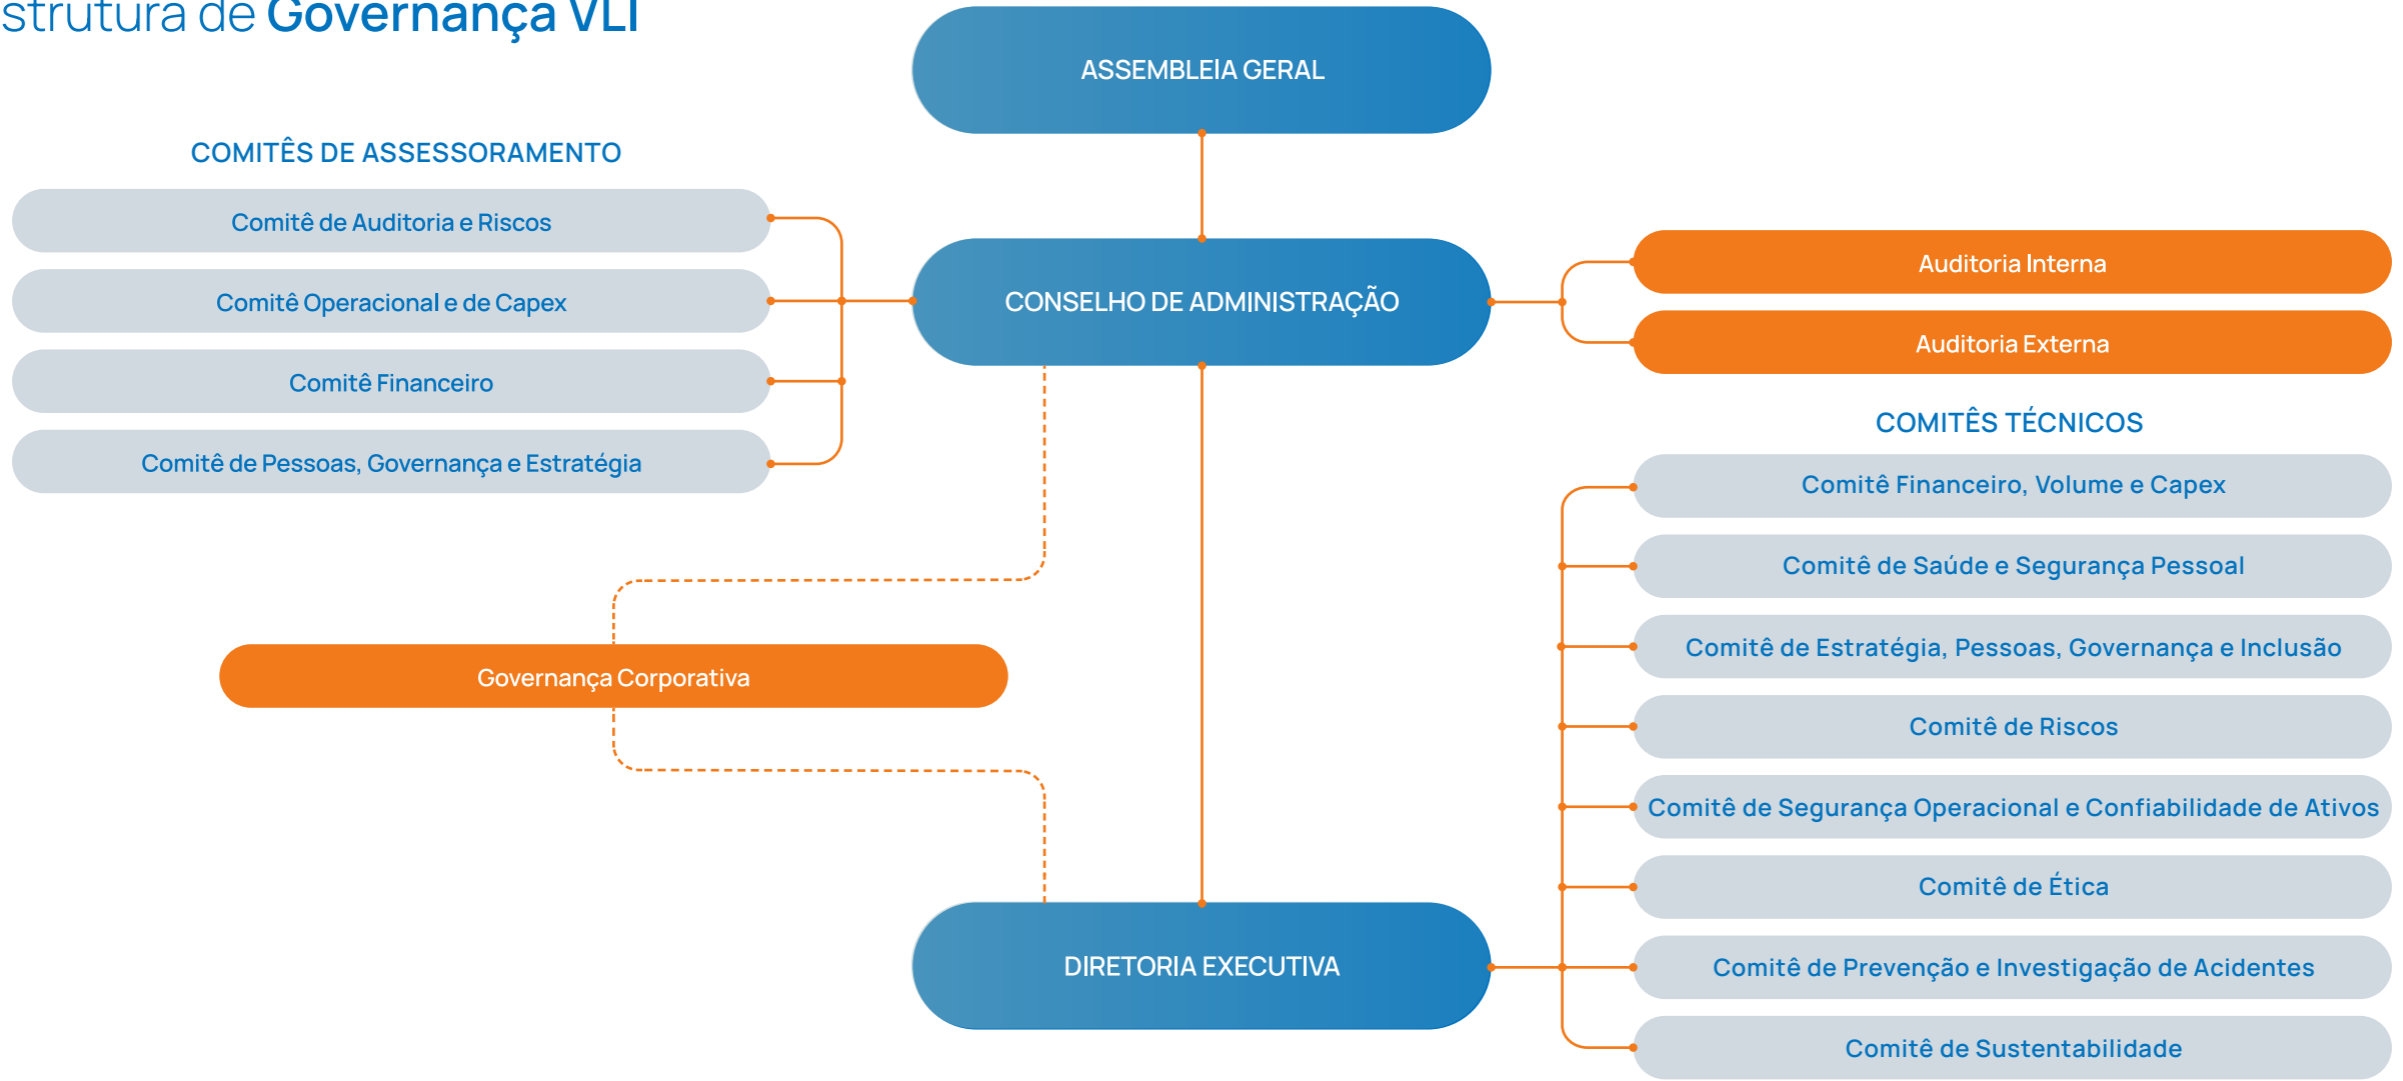 strutura de Governança VLI
ASSEMBLEIA GERAL
COMITÊS DE ASSESSORAMENTO
Comitê de Auditoria e Riscos
Comitê Operacional e de Capex
Comitê Financeiro
Comitê de Pessoas, Governança e Estratégia
CONSELHO DE ADMINISTRAÇÃO
Auditoria Interna
Auditoria Externa
Governança Corporativa
DIRETORIA EXECUTIVA
COMITÊS TÉCNICOS
Comitê Financeiro, Volume e Capex
Comitê de Saúde e Segurança Pessoal
Comitê de Estratégia, Pessoas, Governança e Inclusão
Comitê de Riscos
Comitê de Segurança Operacional e Confiabilidade de Ativos
Comitê de Ética
Comitê de Prevenção e Investigação de Acidentes
Comitê de Sustentabilidade